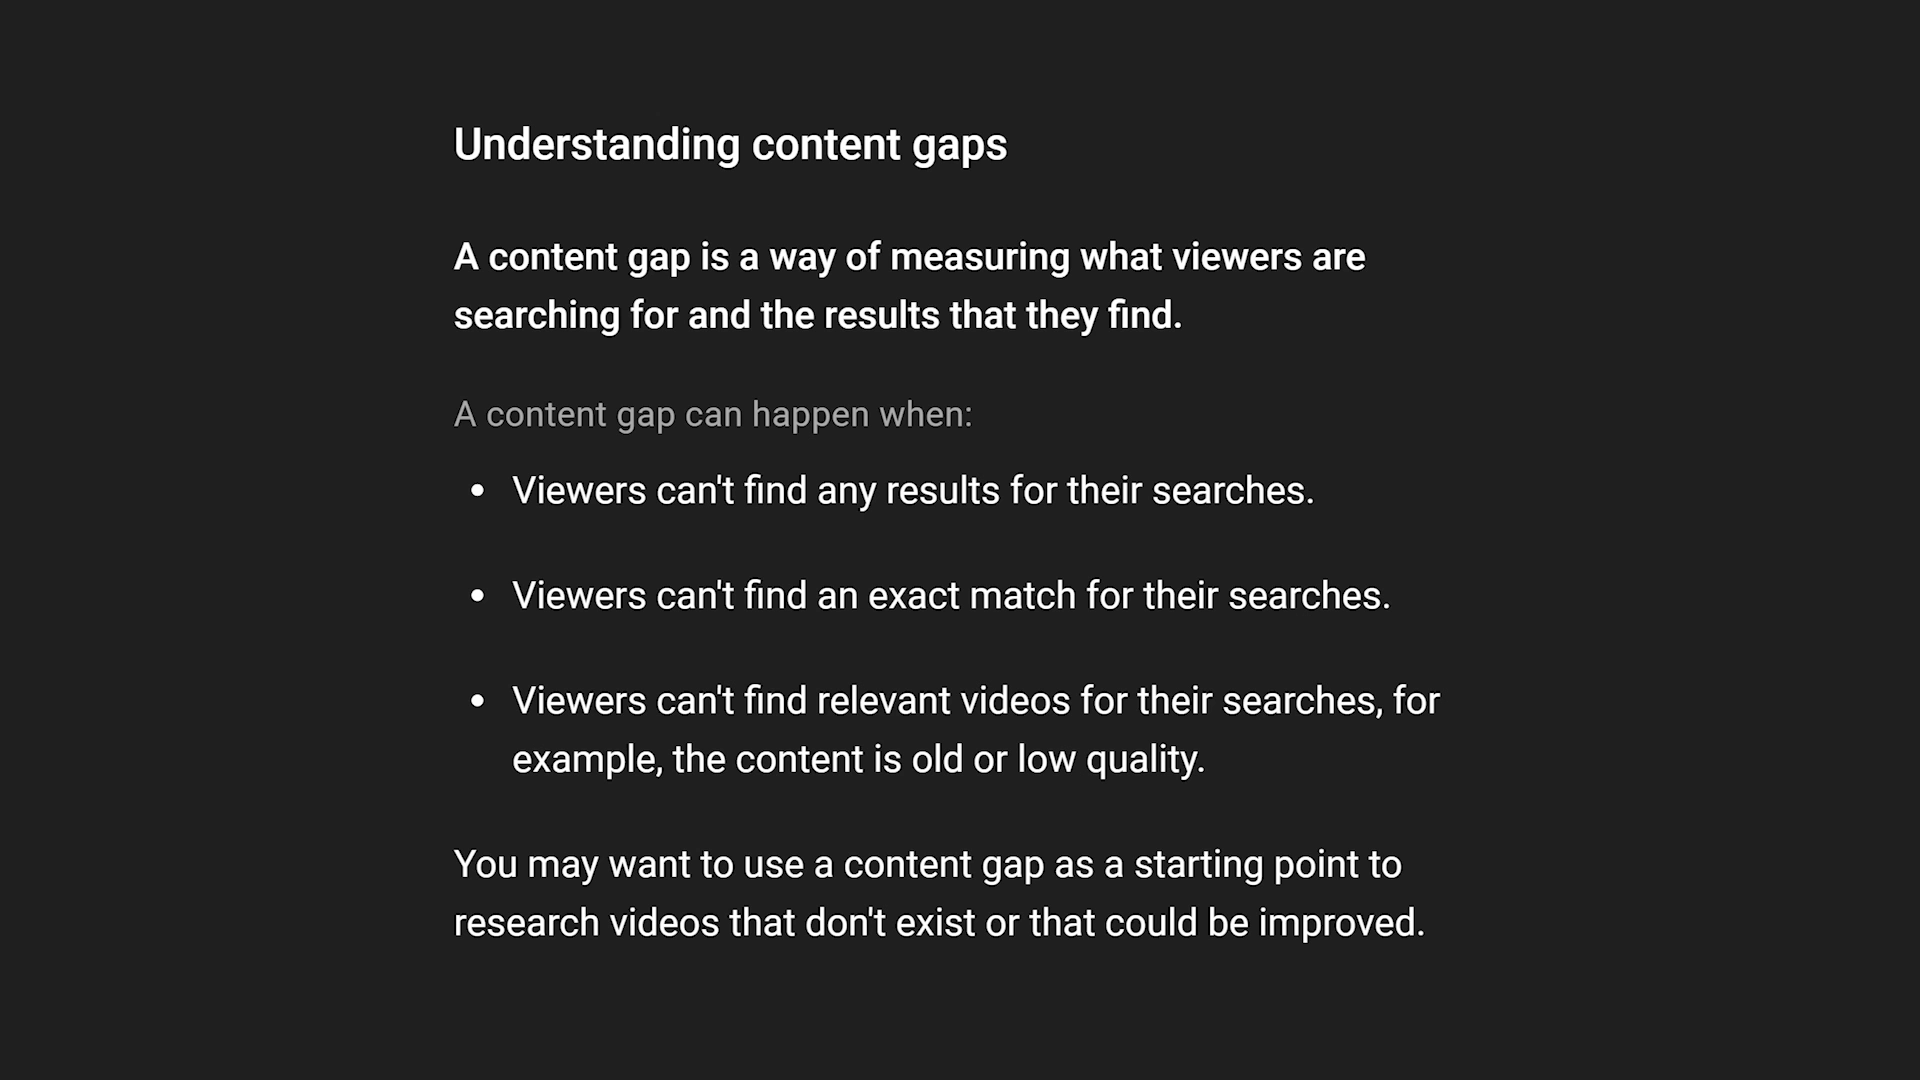 Understanding content gaps
A content gap is a way of measuring what viewers are
searching for and the results that they find.
A content gap can happen when:
• Viewers can't find any results for their searches.
• Viewers can't find an exact match for their searches.
• Viewers can't find relevant videos for their searches, for
example, the content is old or low quality.
You may want to use a content gap as a starting point to
research videos that don't exist or that could be improved.